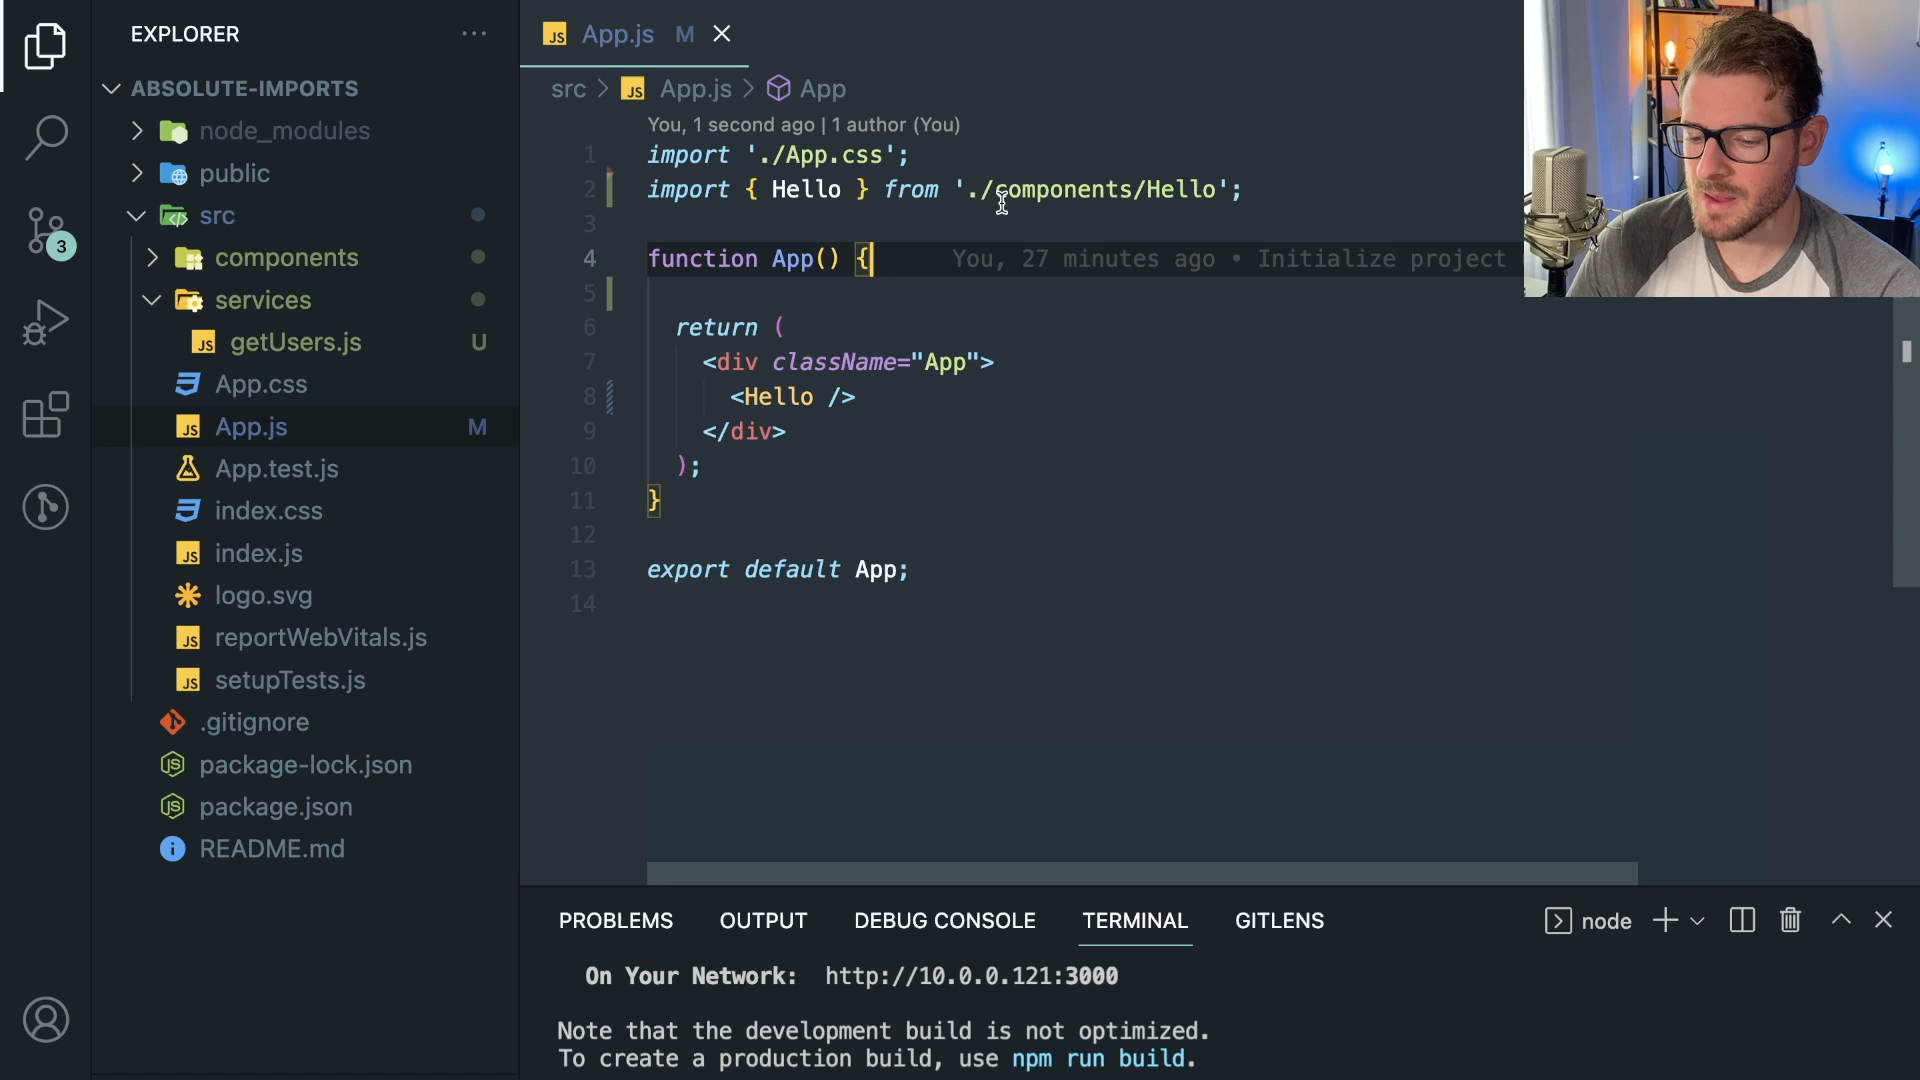 EXPLORER
ABSOLUTE-IMPORTS
node_modules
public
src
components
services
getUsers.js U
App.css
App.js M
App.test.js
index.css
index.js
logo.svg
reportWebVitals.js
setupTests.js
.gitignore
package-lock.json
package.json
README.md
3
JS App.js M
src > JS App.js > App
You, 1 second ago | 1 author (You)
1 import './App.css';
2 import { Hello } from './components/Hello';
3
4 function App() { You, 27 minutes ago • Initialize project
5
6 return (
7 <div className="App">
8 <Hello />
9 </div>
10 );
11 }
12
13 export default App;
14
PROBLEMS OUTPUT DEBUG CONSOLE TERMINAL GITLENS node
On Your Network: http://10.0.0.121:3000
Note that the development build is not optimized.
To create a production build, use npm run build.